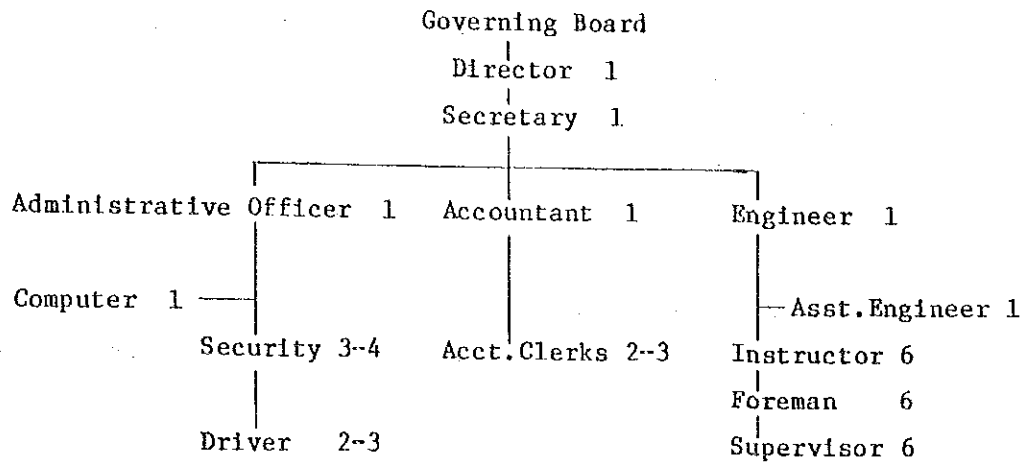 Governing Board
Director 1
Secretary 1
Administrative Officer 1 Accountant 1 Engineer 1
Computer 1 Asst.Engineer 1
Security 3-4 Acct.Clerks 2-3 Instructor 6
Foreman 6
Driver 2-3 Supervisor 6